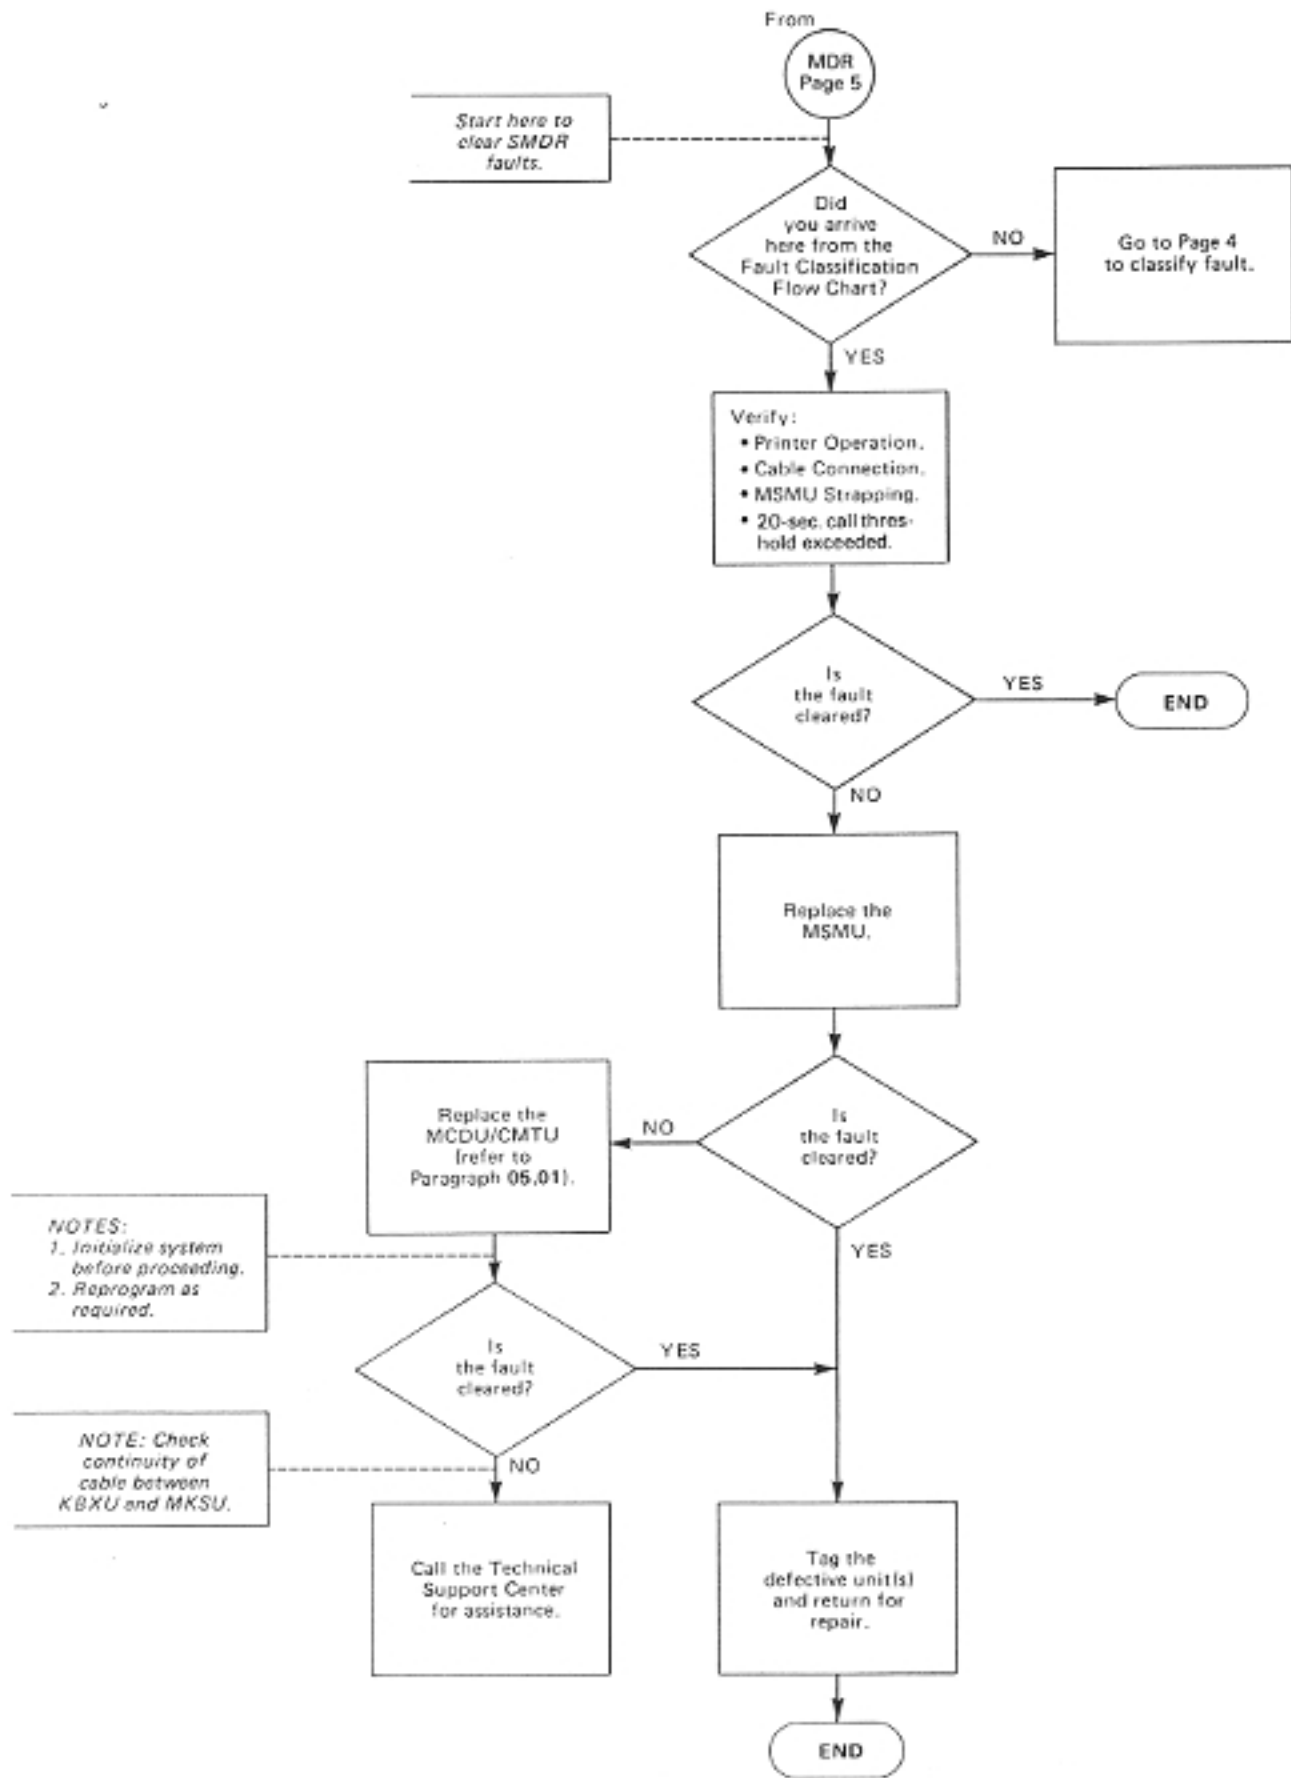 From
MDR
Page 5
Start here to
clear SMDR
faults.
Did
you arrive
here from the
Fault Classification
Flow Chart?
NO
Go to Page 4
to classify fault.
YES
Verify:
• Printer Operation.
• Cable Connection.
• MSMU Strapping.
• 20-sec. call thres-
hold exceeded.
Is
the fault
cleared?
YES
END
NO
Replace the
MSMU.
Is
the fault
cleared?
NO
Replace the
MCDU/CMTU
(refer to
Paragraph 05.01).
YES
NOTES:
1. Initialize system
before proceeding.
2. Reprogram as
required.
Is
the fault
cleared?
YES
NO
NOTE: Check
continuity of
cable between
KBXU and MKSU.
Call the Technical
Support Center
for assistance.
Tag the
defective unit(s)
and return for
repair.
END